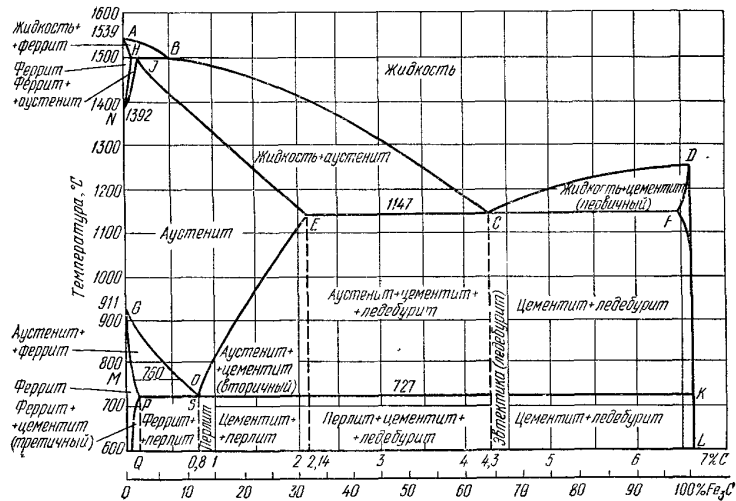 1600
1539
1500
1400
1392
1300
1200
1100
1000
911
900
800
700
600
Температура, °C
Жидкость+
+феррит
Феррит
Феррит+
+аустенит
N
A
H
J
B
Жидкость
D
Жидкость+аустенит
Жидкость+цементит
(первичный)
1147
E
C
F
Аустенит
G
Аустенит+цементит+
+ледебурит
Эвтектика (ледебурит)
Цементит+ледебурит
Аустенит+
+феррит
M
760
O
Аустенит+
+цементит
(вторичный)
727
Феррит
P
S
K
Феррит+
+цементит
(третичный)
Феррит+
+перлит
Перлит
Цементит+
+перлит
Перлит+цементит+
+ледебурит
Цементит+ледебурит
L
Q
0,8
1
2
2,14
3
4
4,3
5
6
7%C
0
10
20
30
40
50
60
70
80
90
100%Fe3C